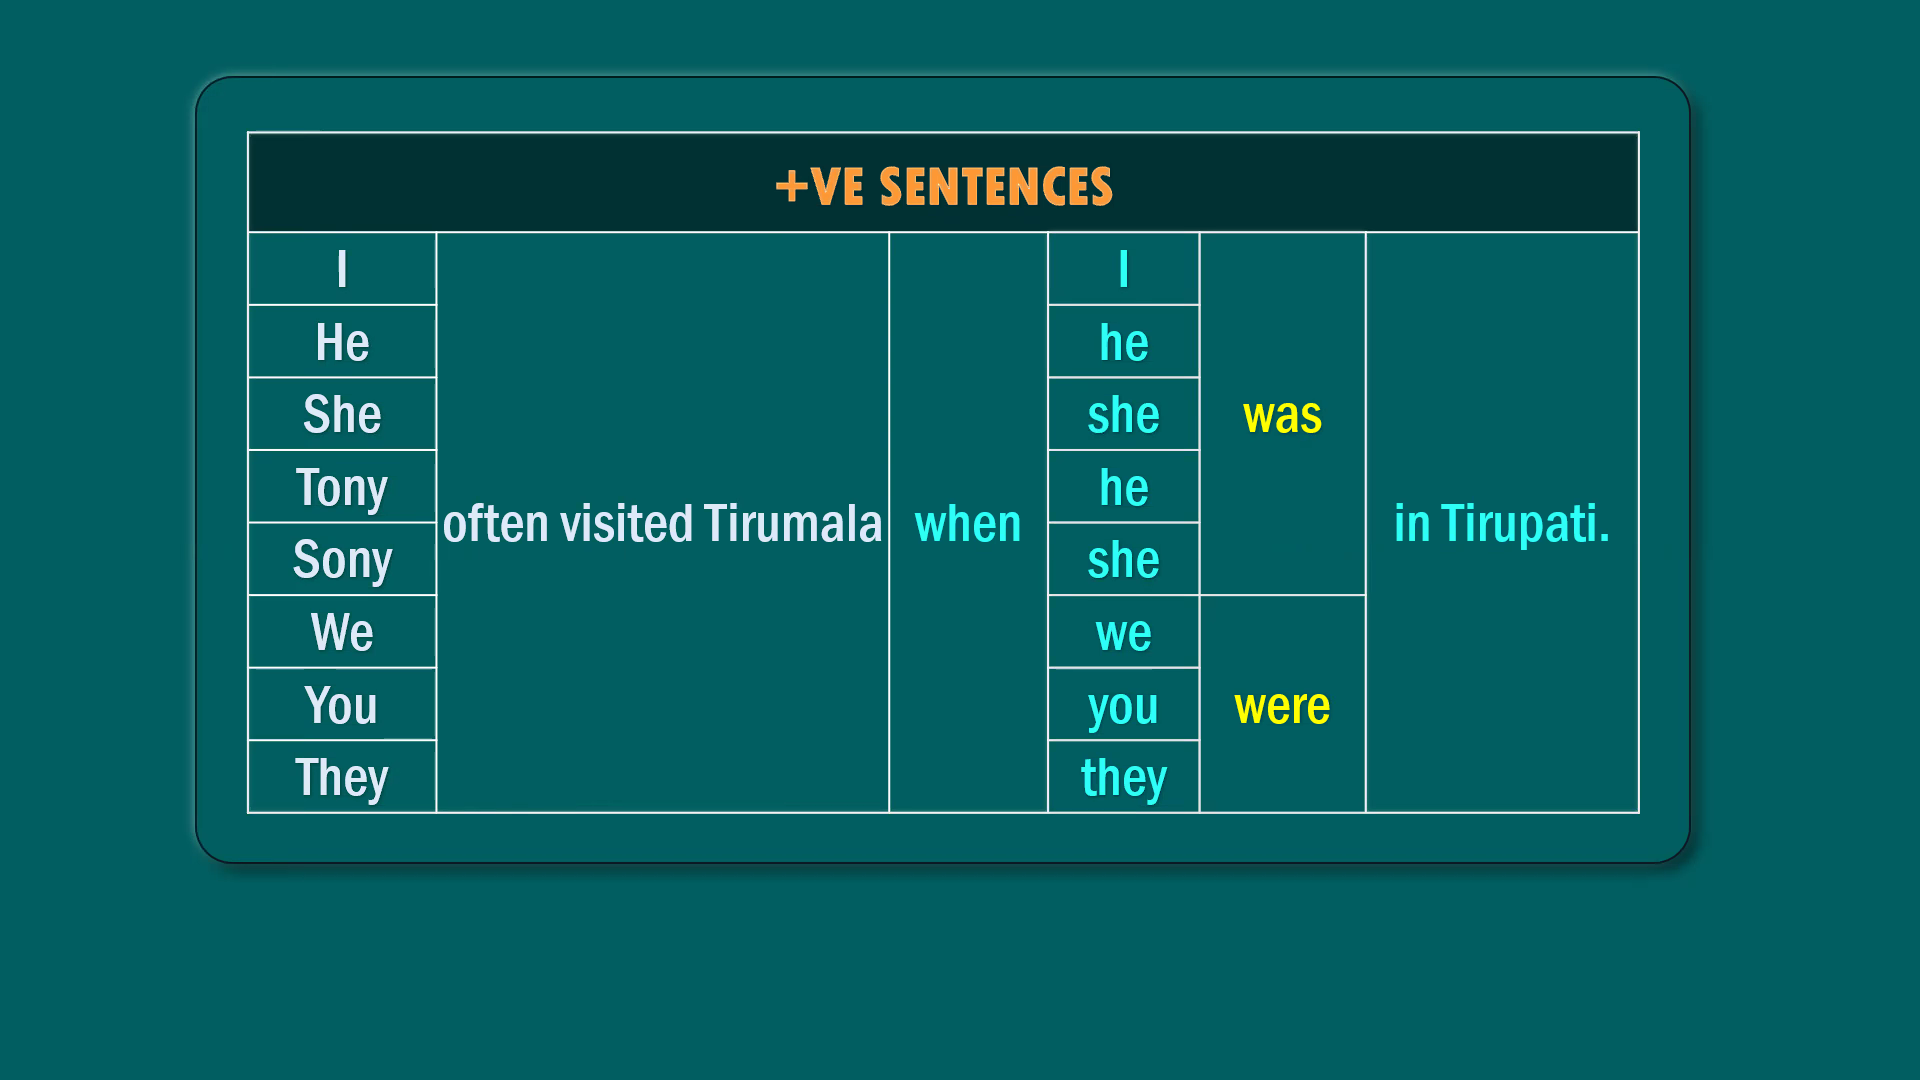 +VE SENTENCES
I
He
She
Tony
Sony
We
You
They
often visited Tirumala
when
I
he
she
he
she
we
you
they
was
were
in Tirupati.